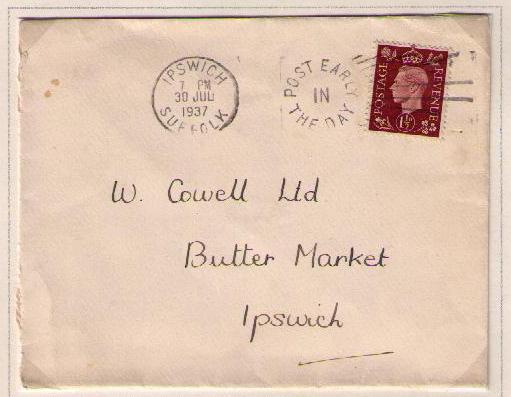 IPSWICH
7 PM
30 JUL
1937
SUFFOLK
POST EARLY
IN
THE DAY
POSTAGE
REVENUE
1½D
W. Cowell Ltd
Butter Market
Ipswich